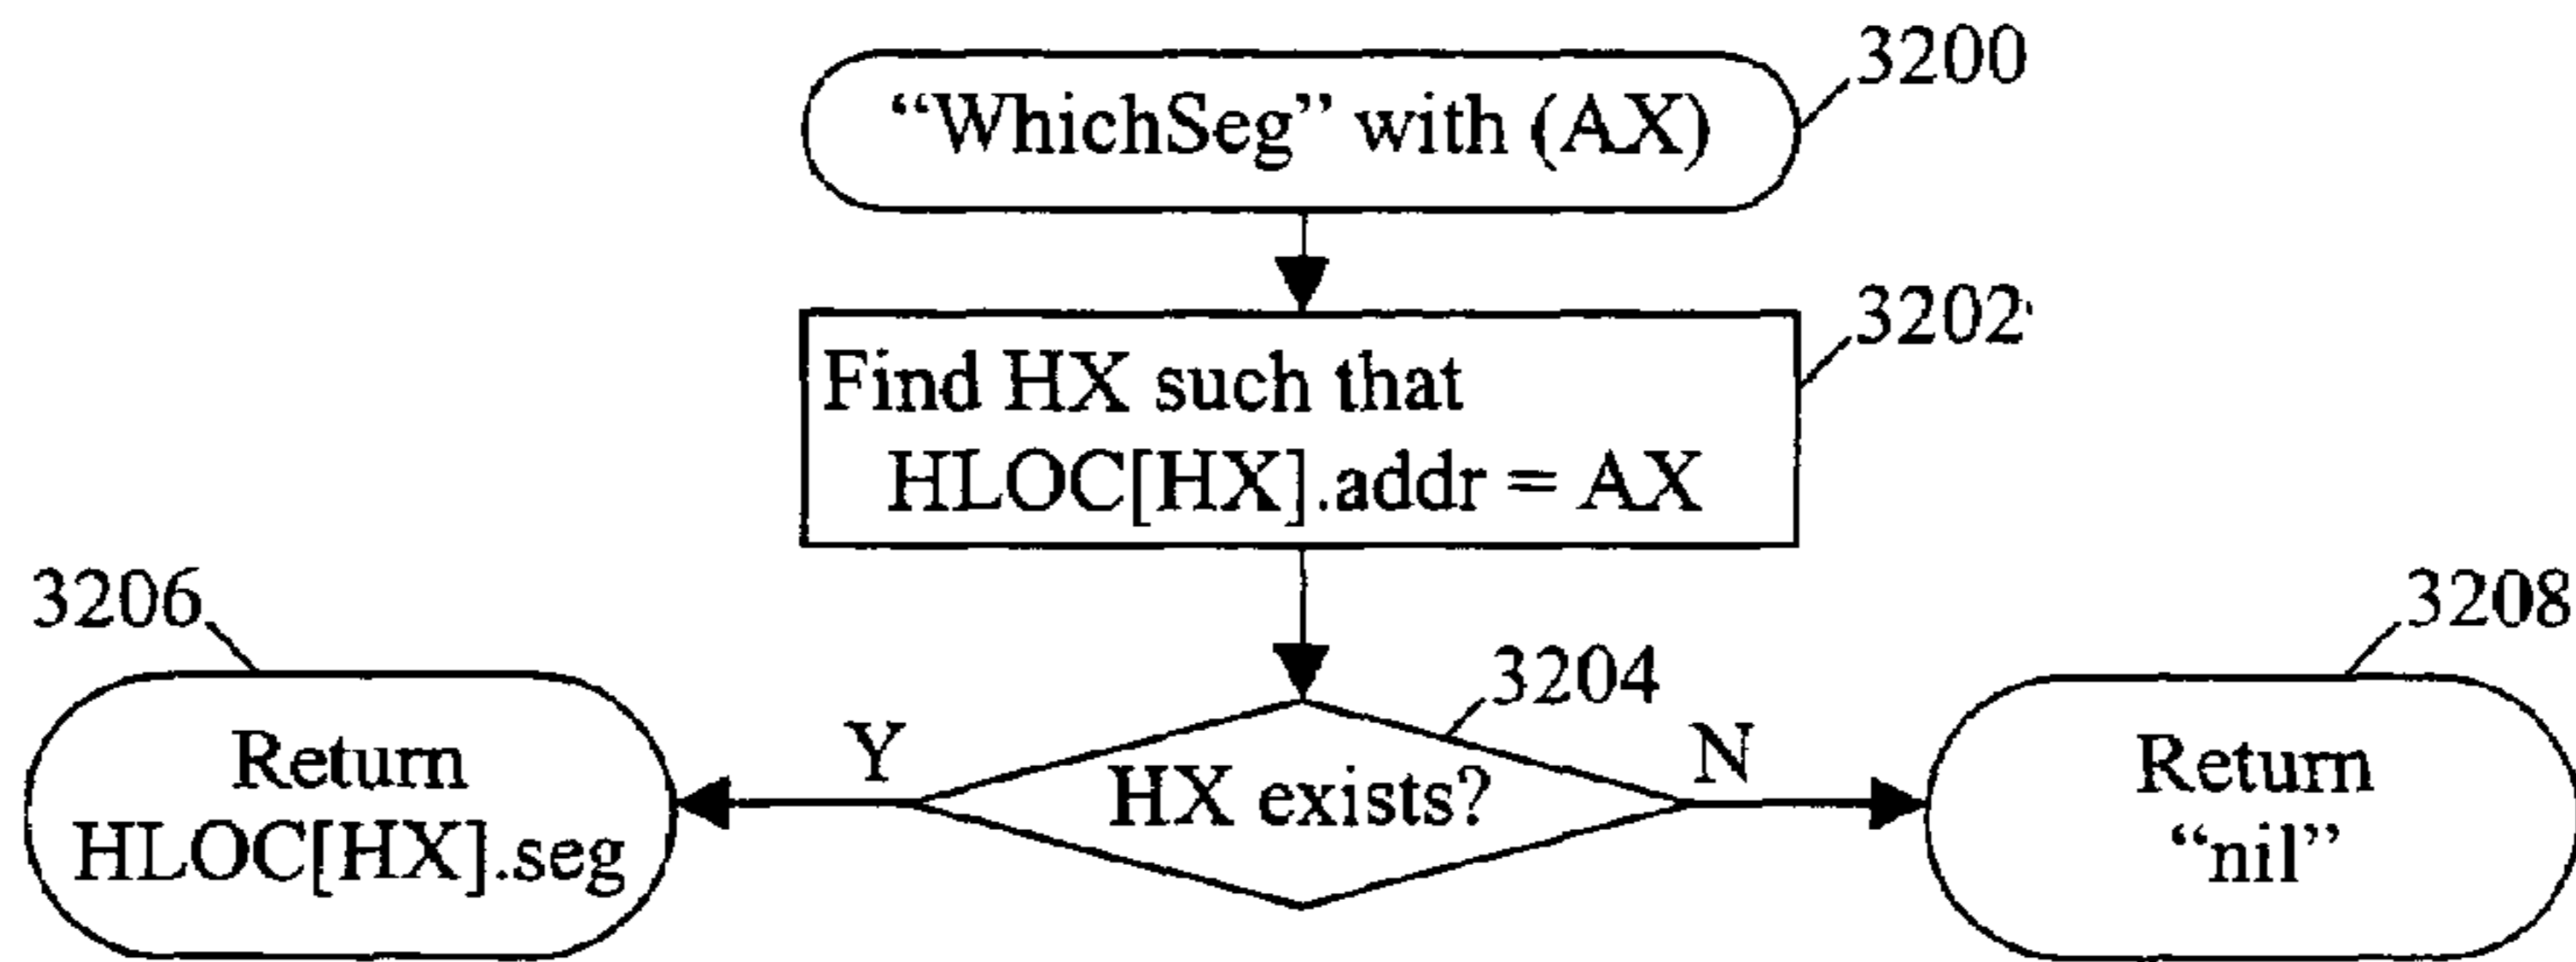 3200
“WhichSeg” with (AX)
3202
Find HX such that
HLOC[HX].addr = AX
3206
3208
3204
Y
N
Return
HLOC[HX].seg
HX exists?
Return
“nil”